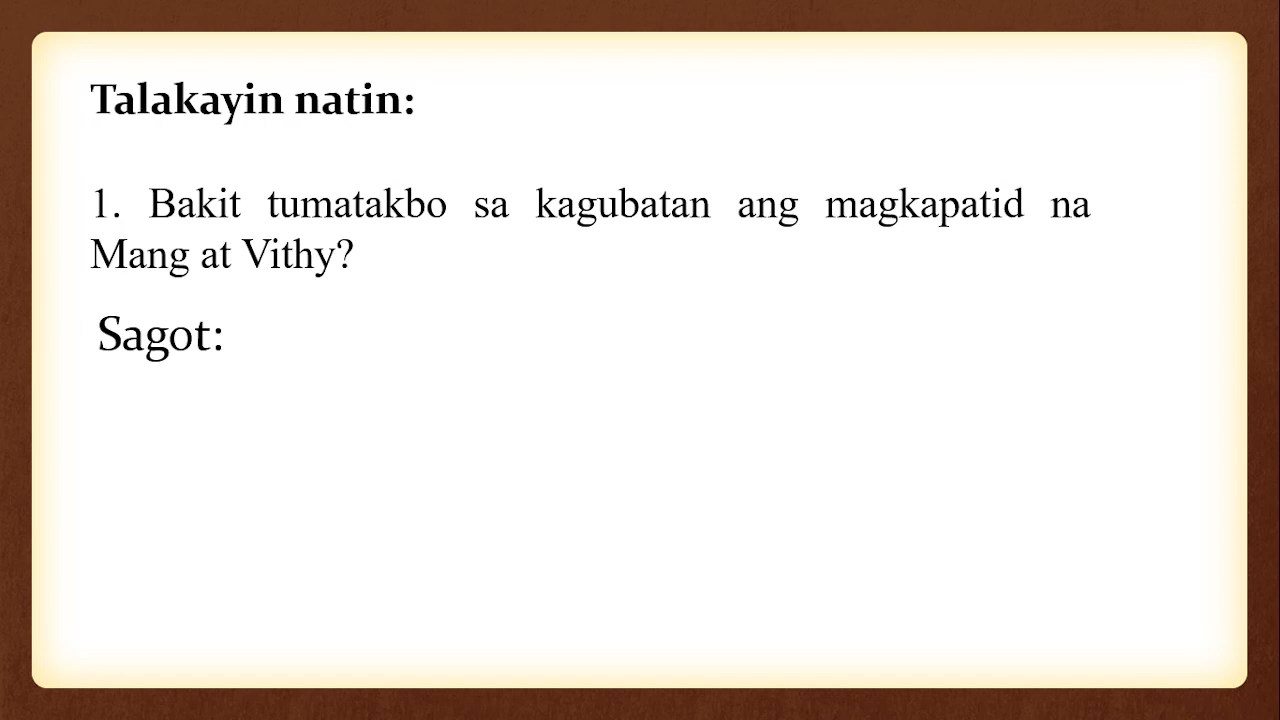 Talakayin natin:
1. Bakit tumatakbo sa kagubatan ang magkapatid na
Mang at Vithy?
Sagot: